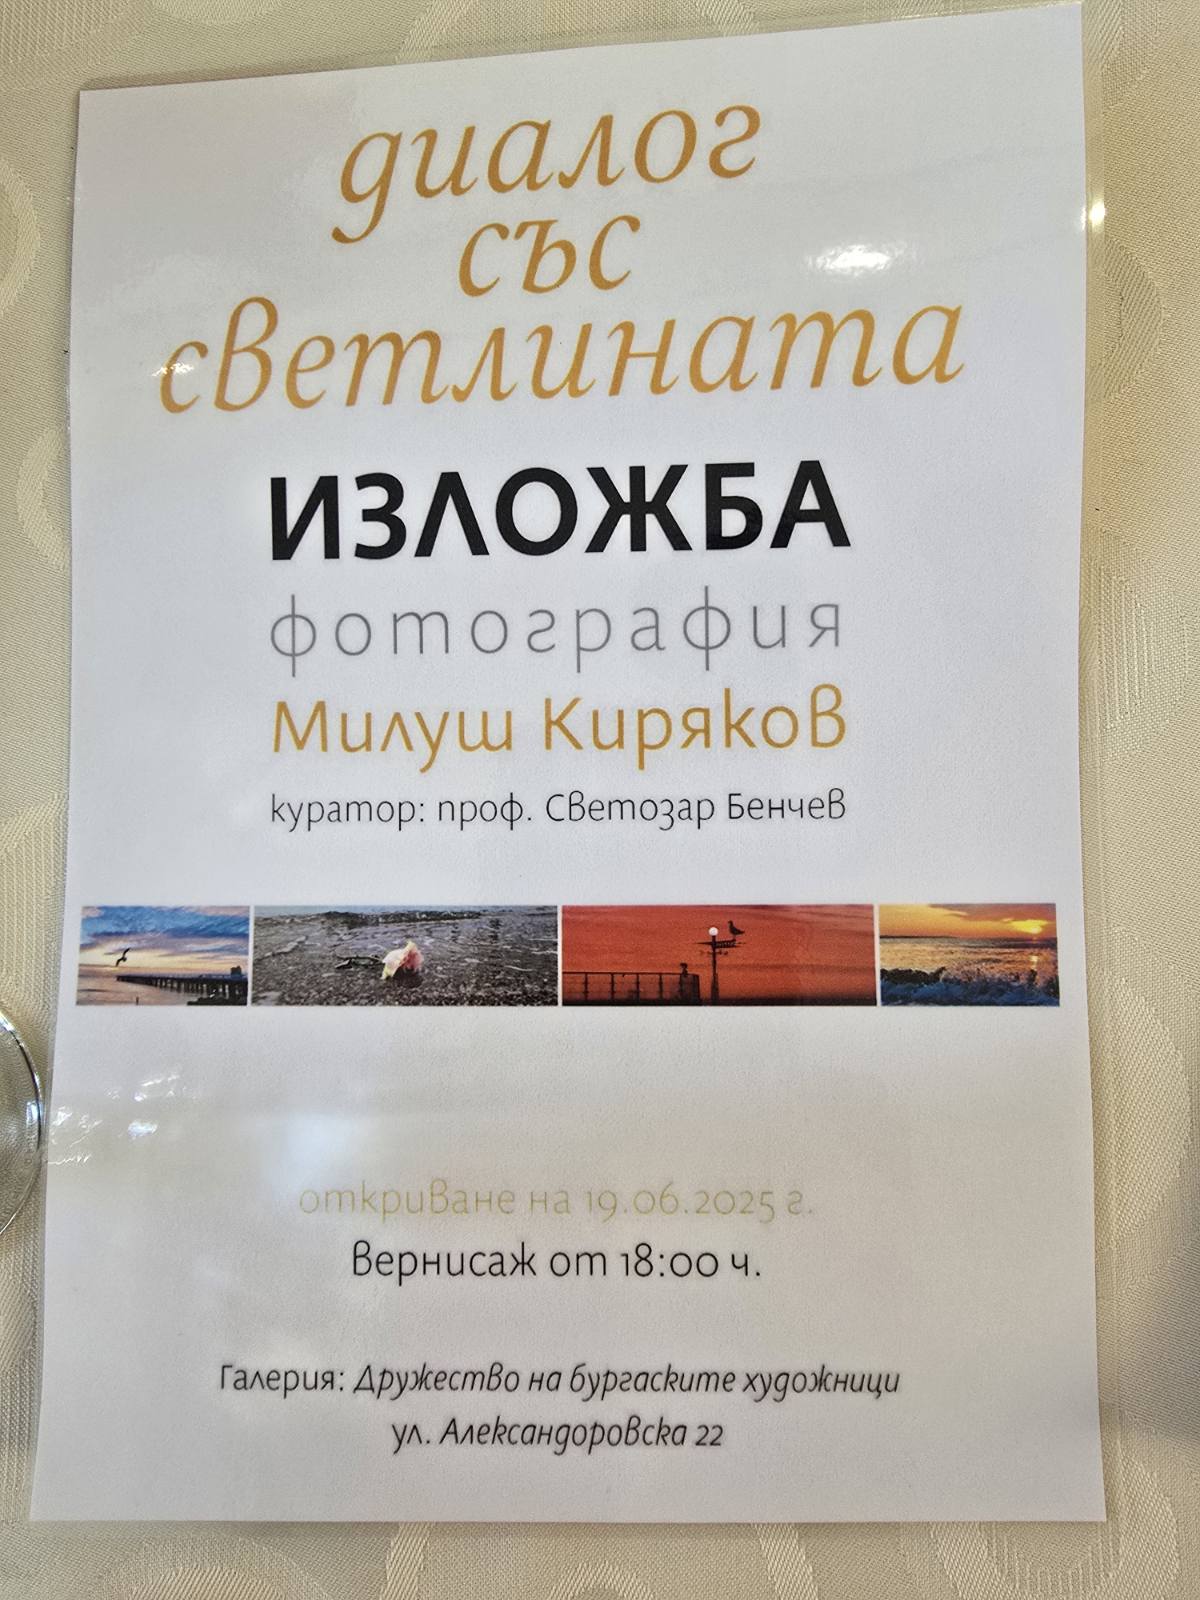 диалог
със
светлината
ИЗЛОЖБА
фотография
Милуш Киряков
куратор: проф. Светозар Бенчев
откриване на 19.06.2025 г.
Вернисаж от 18:00 ч.
Галерия: Дружество на бургаските художници
ул. Александоровска 22